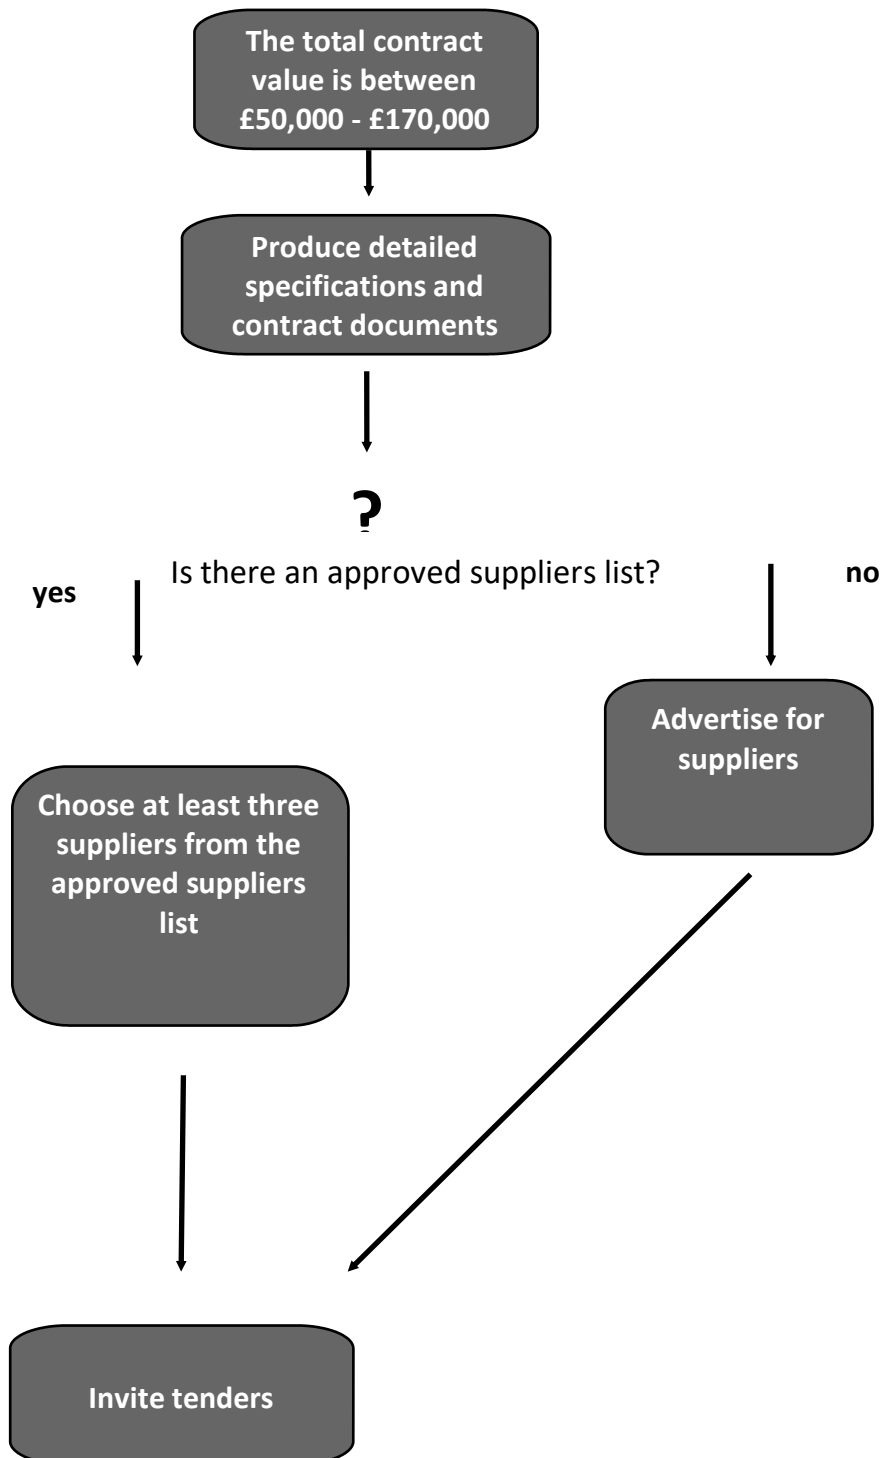 The total contract
value is between
£50,000 - £170,000
Produce detailed
specifications and
contract documents
?
Is there an approved suppliers list?
yes
no
Advertise for
suppliers
Choose at least three
suppliers from the
approved suppliers
list
Invite tenders